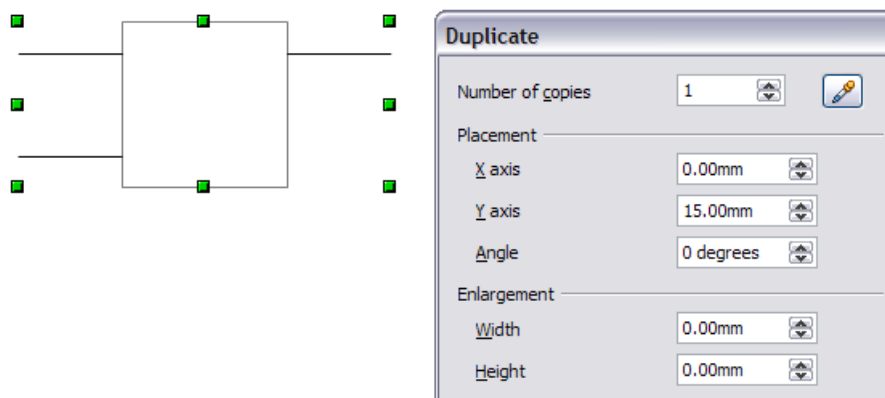 Duplicate
Number of copies 1
Placement
X axis 0.00mm
Y axis 15.00mm
Angle 0 degrees
Enlargement
Width 0.00mm
Height 0.00mm